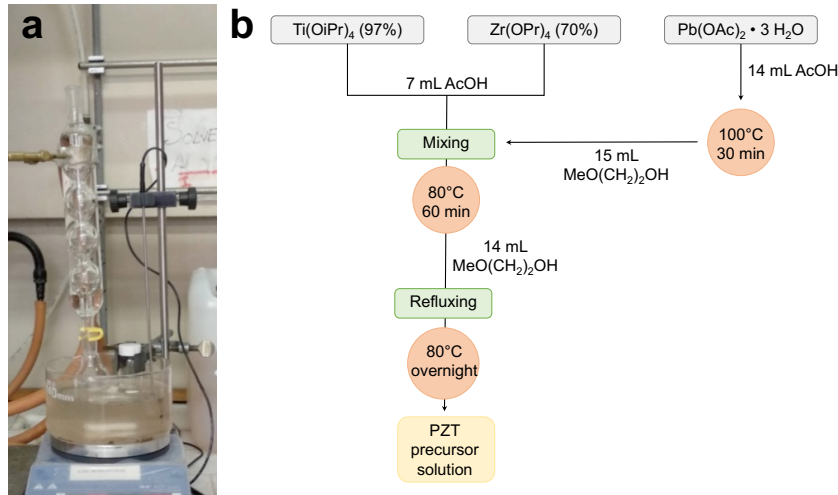 a
b
Ti(OiPr)₄ (97%)
Zr(OPr)₄ (70%)
Pb(OAc)₂ • 3 H₂O
7 mL AcOH
14 mL AcOH
Mixing
100°C
30 min
15 mL
MeO(CH₂)₂OH
80°C
60 min
14 mL
MeO(CH₂)₂OH
Refluxing
80°C
overnight
PZT
precursor
solution